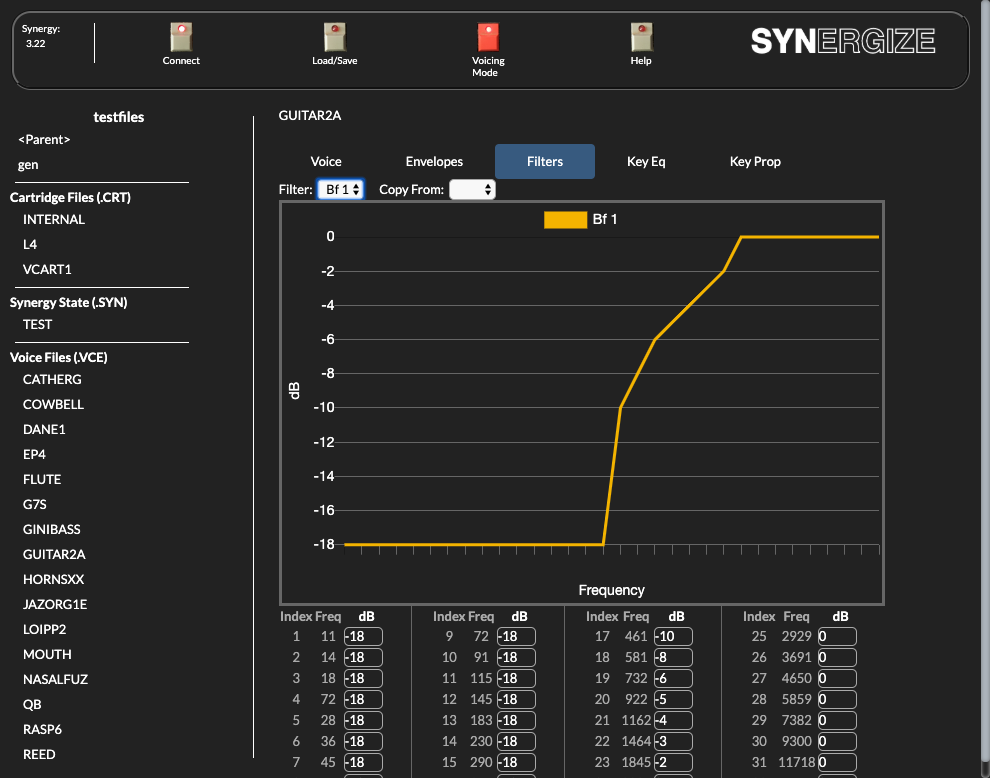 Synergy:
3.22
Connect
Load/Save
Voicing
Mode
Help
SYNERGIZE
testfiles
<Parent>
gen
Cartridge Files (.CRT)
INTERNAL
L4
VCART1
Synergy State (.SYN)
TEST
Voice Files (.VCE)
CATHERG
COWBELL
DANE1
EP4
FLUTE
G7S
GINIBASS
GUITAR2A
HORNSXX
JAZORG1E
LOIPP2
MOUTH
NASALFUZ
QB
RASP6
REED
GUITAR2A
Voice Envelopes Filters Key Eq Key Prop
Filter: Bf 1 Copy From:
Bf 1
0
-2
-4
-6
-8
-10
-12
-14
-16
-18
dB
Frequency
Index Freq dB Index Freq dB Index Freq dB Index Freq dB
1 11 -18 9 72 -18 17 461 -10 25 2929 0
2 14 -18 10 91 -18 18 581 -8 26 3691 0
3 18 -18 11 115 -18 19 732 -6 27 4650 0
4 72 -18 12 145 -18 20 922 -5 28 5859 0
5 28 -18 13 183 -18 21 1162 -4 29 7382 0
6 36 -18 14 230 -18 22 1464 -3 30 9300 0
7 45 -18 15 290 -18 23 1845 -2 31 11718 0